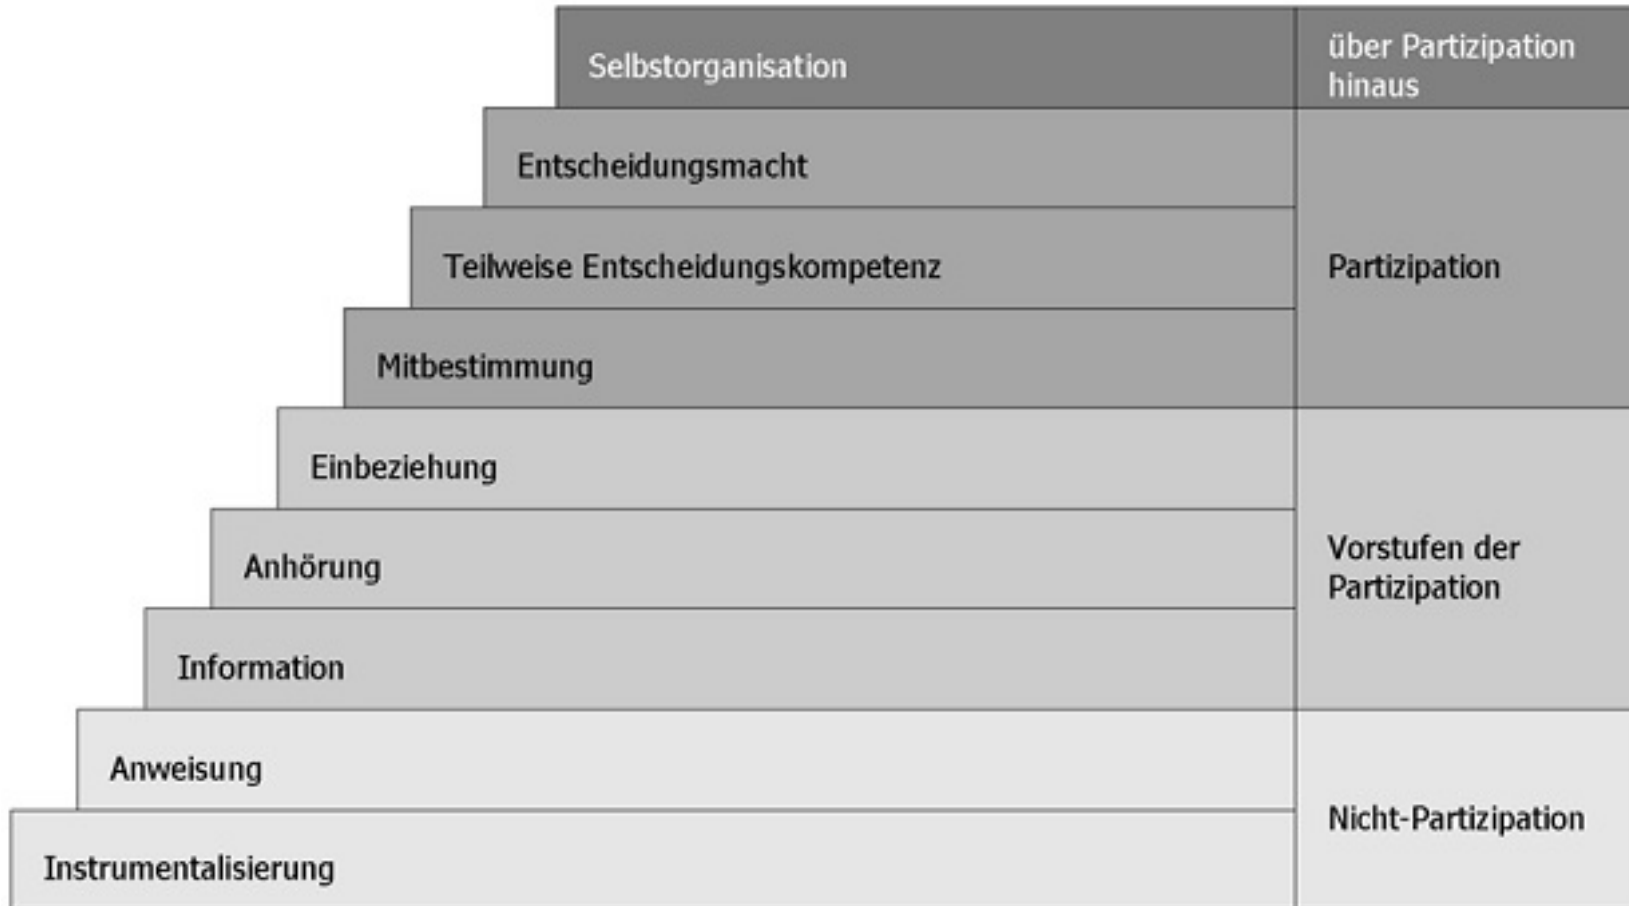 Selbstorganisation
über Partizipation
hinaus
Entscheidungsmacht
Teilweise Entscheidungskompetenz
Partizipation
Mitbestimmung
Einbeziehung
Anhörung
Vorstufen der
Partizipation
Information
Anweisung
Nicht-Partizipation
Instrumentalisierung